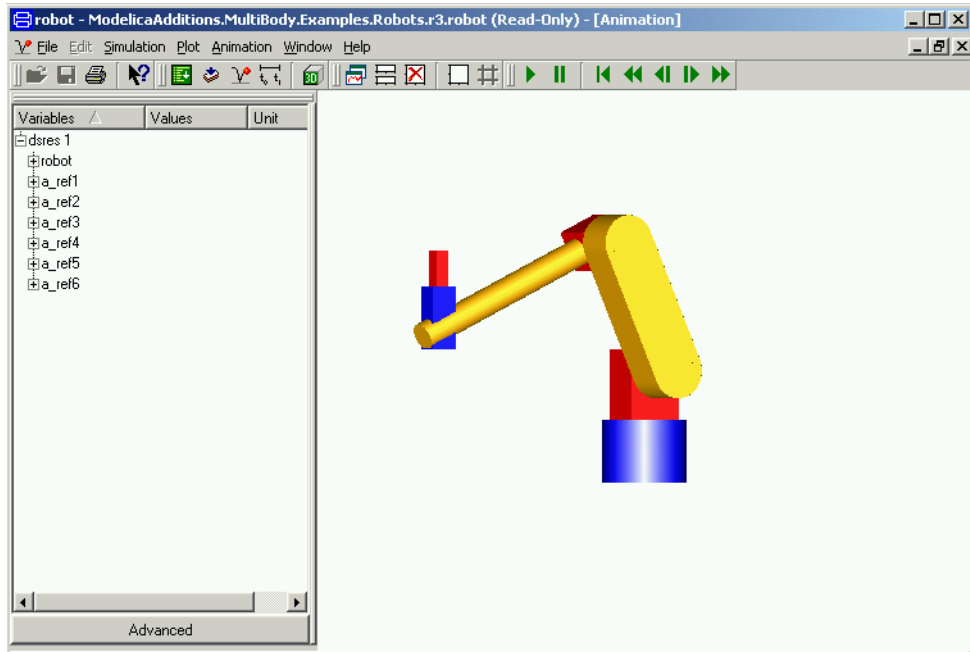 robot - ModelicaAdditions.MultiBody.Examples.Robots.r3.robot (Read-Only) - [Animation]
File Edit Simulation Plot Animation Window Help
Variables Values Unit
dsres 1
robot
a_ref1
a_ref2
a_ref3
a_ref4
a_ref5
a_ref6
Advanced